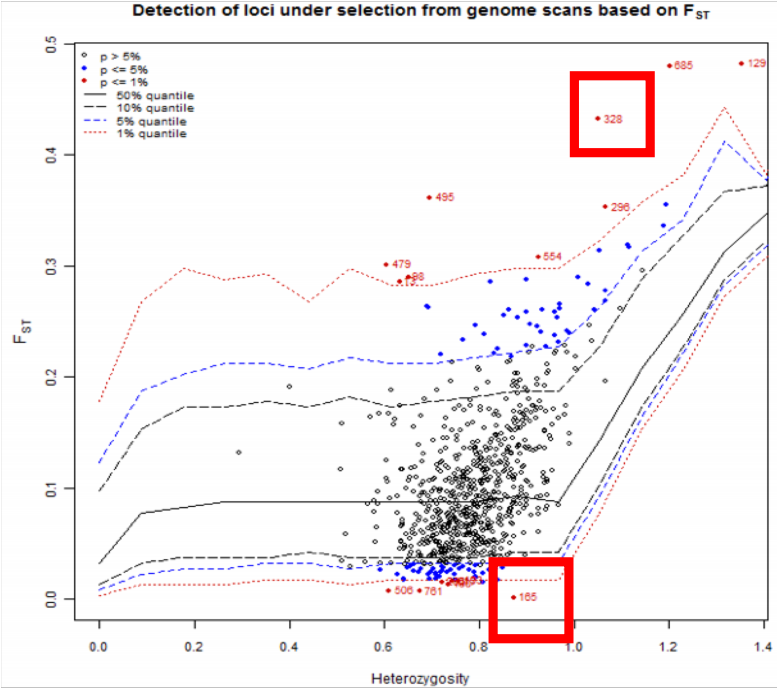 Detection of loci under selection from genome scans based on FST
0.5
p > 5%
p <= 5%
p <= 1%
50% quantile
10% quantile
5% quantile
1% quantile
685
129
328
0.4
495
296
0.3
479
554
98
0.2
0.1
0.0
506
761
165
FST
0.0 0.2 0.4 0.6 0.8 1.0 1.2 1.4
Heterozygosity